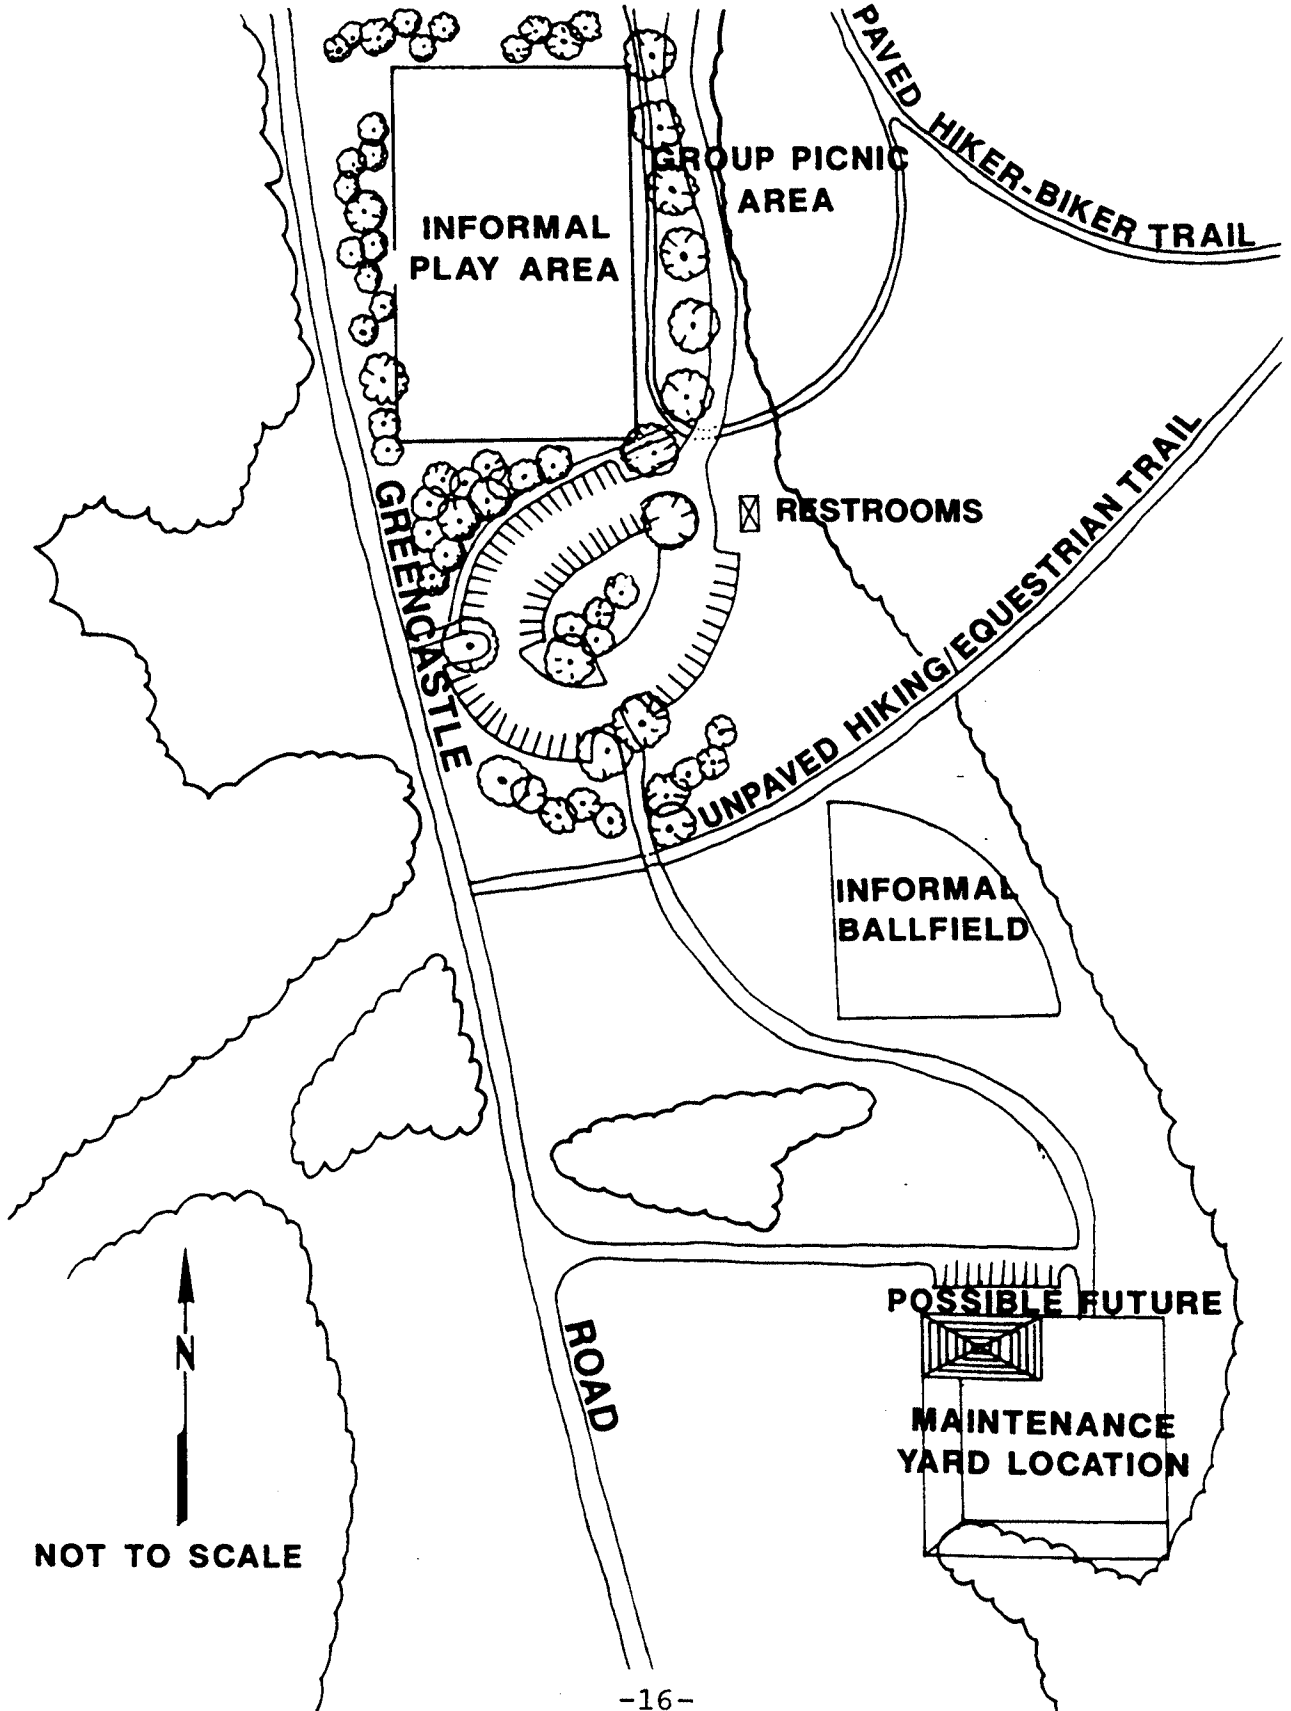 PAVED HIKER-BIKER TRAIL
GROUP PICNIC
AREA
INFORMAL
PLAY AREA
RESTROOMS
GREENCASTLE
UNPAVED HIKING/EQUESTRIAN TRAIL
INFORMAL
BALLFIELD
POSSIBLE FUTURE
ROAD
N
MAINTENANCE
YARD LOCATION
NOT TO SCALE
-16-